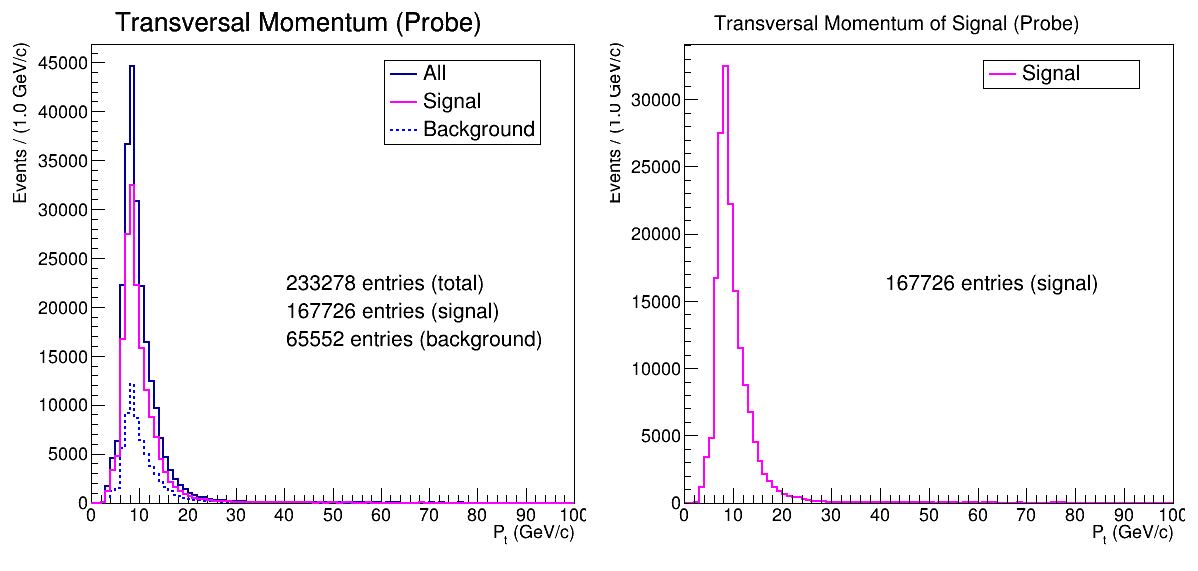 Transversal Momentum (Probe)
Events / (1.0 GeV/c)
45000
40000
35000
30000
25000
20000
15000
10000
5000
0
All
Signal
Background
233278 entries (total)
167726 entries (signal)
65552 entries (background)
0 10 20 30 40 50 60 70 80 90 100
Pt (GeV/c)
Transversal Momentum of Signal (Probe)
Events / (1.0 GeV/c)
30000
25000
20000
15000
10000
5000
0
Signal
167726 entries (signal)
0 10 20 30 40 50 60 70 80 90 100
Pt (GeV/c)